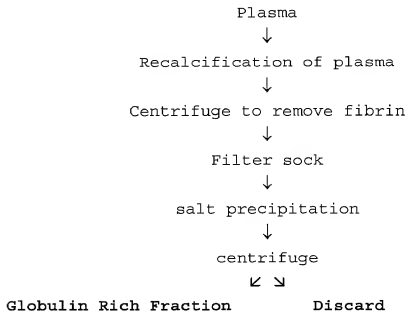 Plasma
↓
Recalcification of plasma
↓
Centrifuge to remove fibrin
↓
Filter sock
↓
salt precipitation
↓
centrifuge
↙ ↘
Globulin Rich Fraction Discard